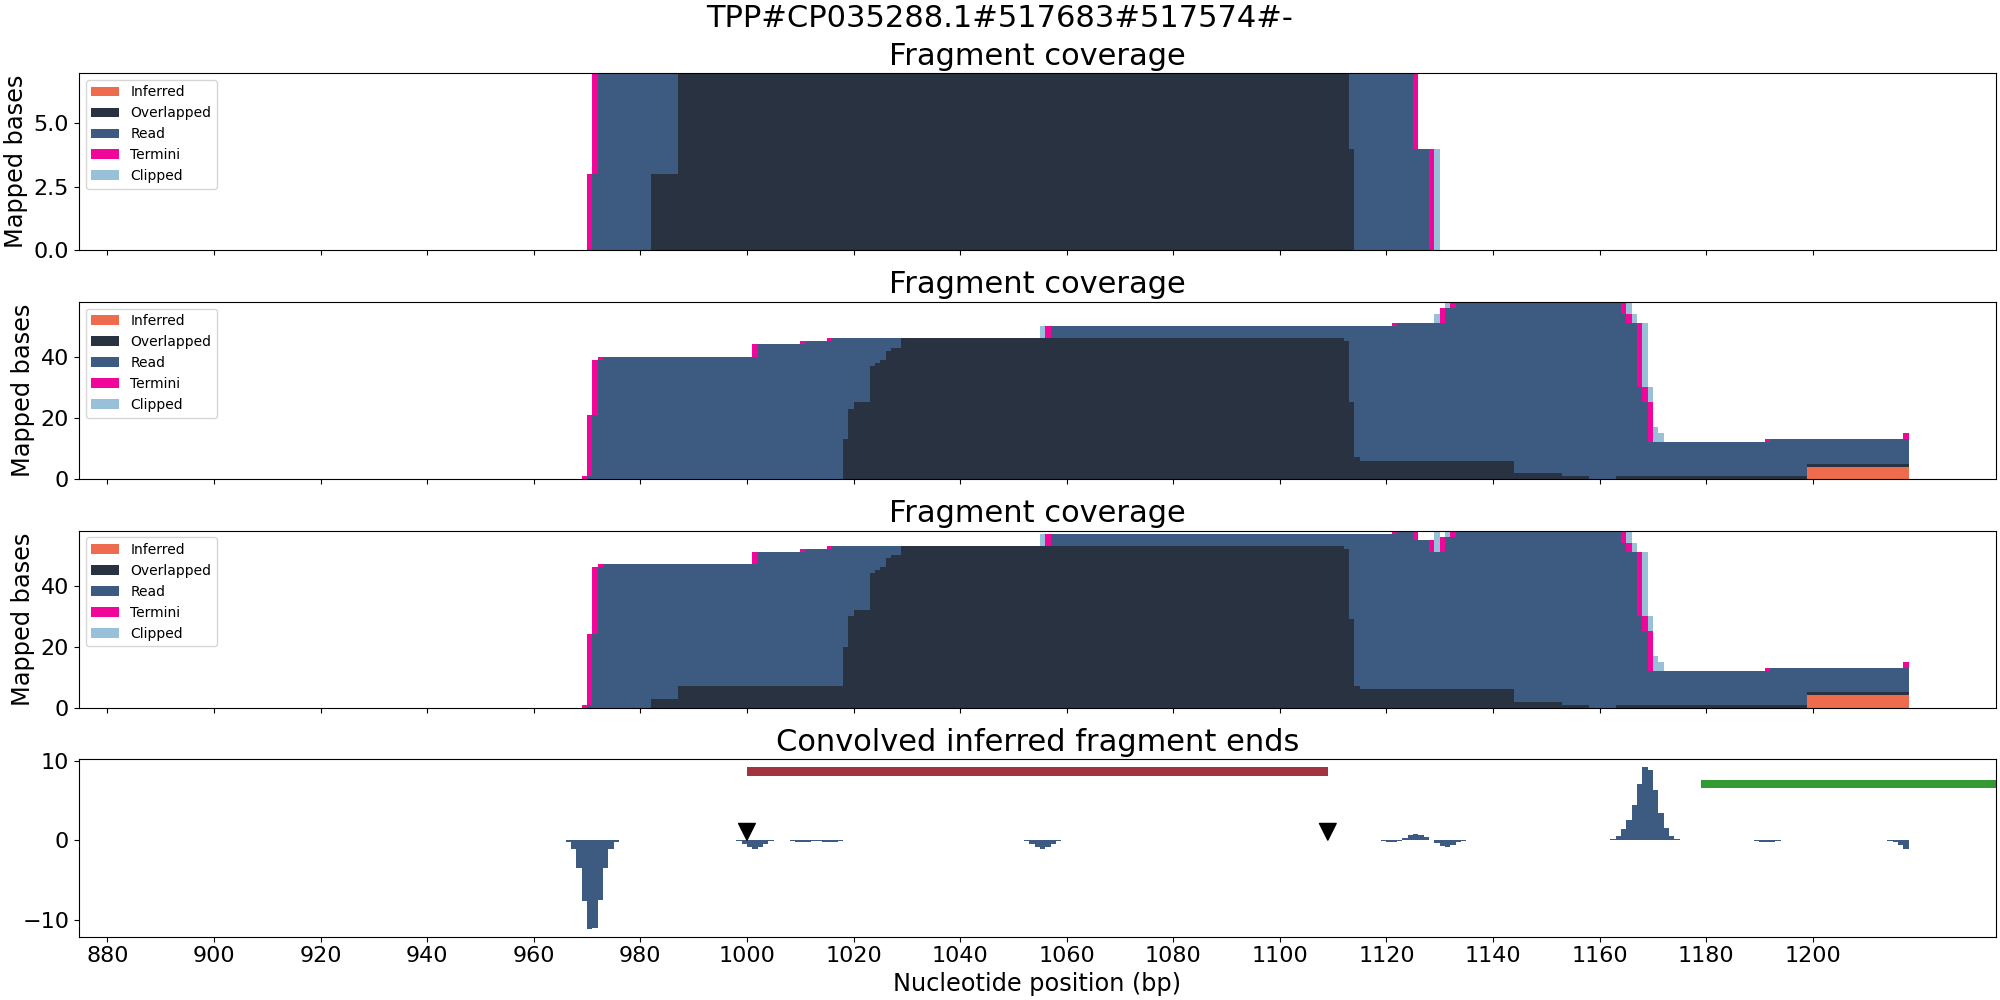 TPP#CP035288.1#517683#517574#-
Fragment coverage
Mapped bases
5.0
2.5
0.0
Inferred
Overlapped
Read
Termini
Clipped
Fragment coverage
Mapped bases
40
20
0
Inferred
Overlapped
Read
Termini
Clipped
Fragment coverage
Mapped bases
40
20
0
Inferred
Overlapped
Read
Termini
Clipped
Convolved inferred fragment ends
10
0
−10
880 900 920 940 960 980 1000 1020 1040 1060 1080 1100 1120 1140 1160 1180 1200
Nucleotide position (bp)